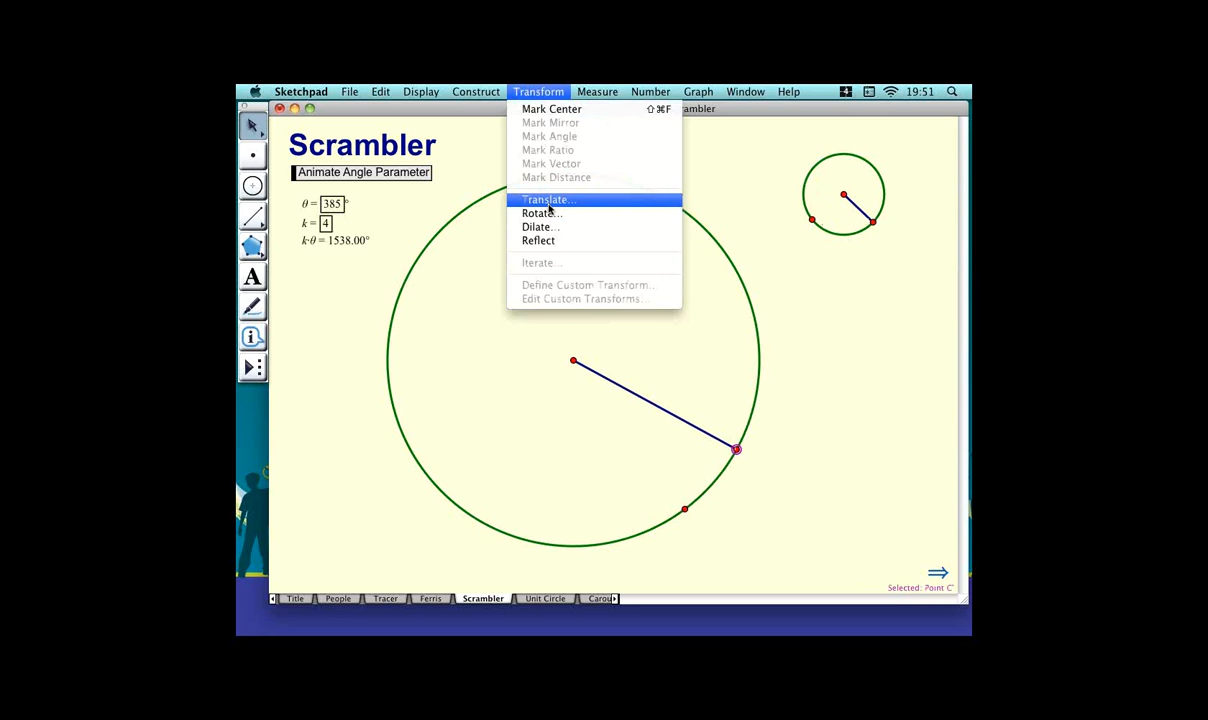 Sketchpad File Edit Display Construct Transform Measure Number Graph Window Help 19:51
Mark Center ⇧⌘F
Mark Mirror
Mark Angle
Mark Ratio
Mark Vector
Mark Distance
Translate...
Rotate...
Dilate...
Reflect
Iterate...
Define Custom Transform...
Edit Custom Transforms...
rambler
Scrambler
Animate Angle Parameter
θ = 385°
k = 4
k·θ = 1538.00°
A
Selected: Point C'
Title People Tracer Ferris Scrambler Unit Circle Carou